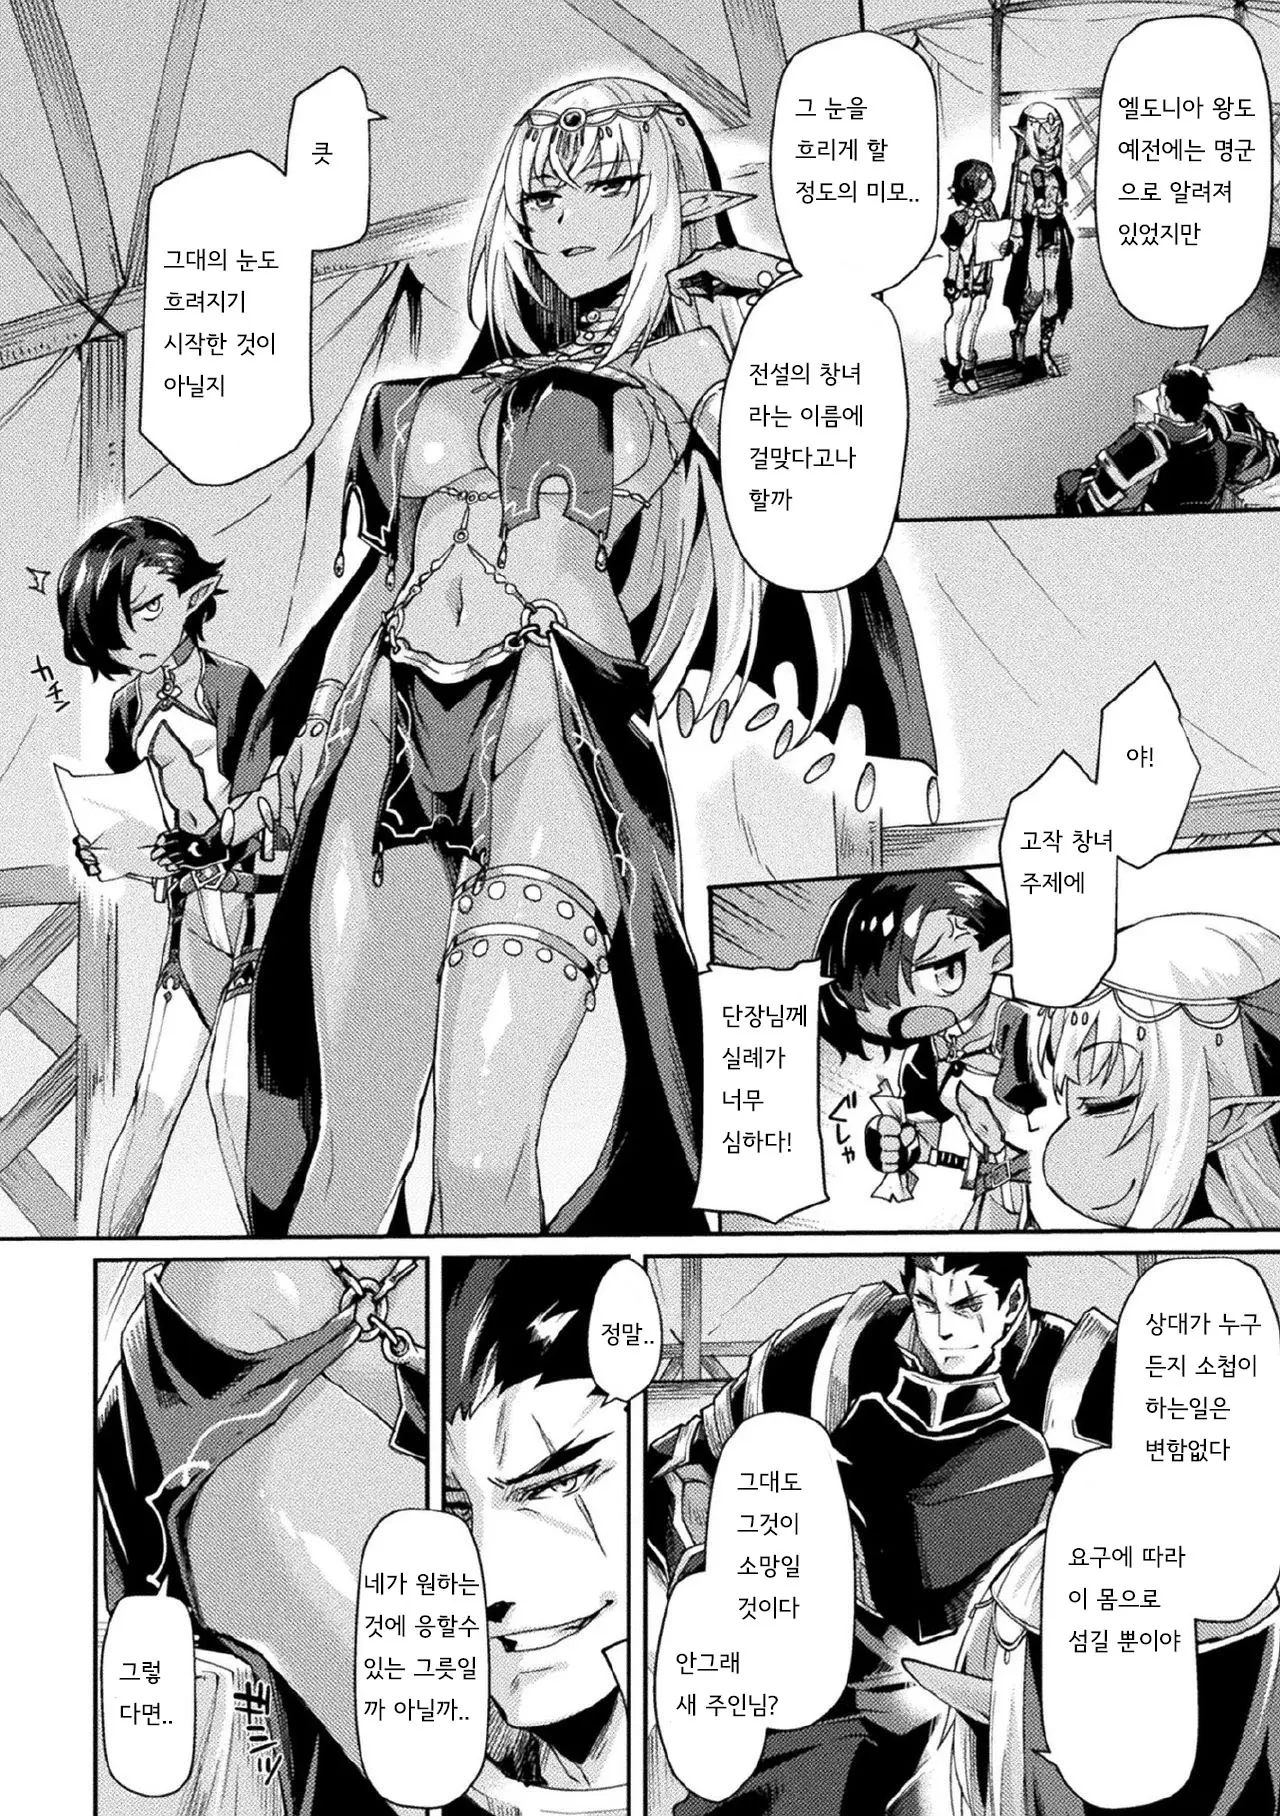 엘도니아 왕도
예전에는 명군
으로 알려져
있었지만
그 눈을
흐리게 할
정도의 미모..
전설의 창녀
라는 이름에
걸맞다고나
할까
큿
그대의 눈도
흐려지기
시작한 것이
아닐지
カチン
야!
고작 창녀
주제에
단장님께
실례가
너무
심하다!
ぐしゃ
상대가 누구
든지 소첩이
하는일은
변함없다
요구에 따라
이 몸으로
섬길 뿐이야
그대도
그것이
소망일
것이다
안그래
새 주인님?
정말..
네가 원하는
것에 응할수
있는 그릇일
까 아닐까..
그렇
다면..